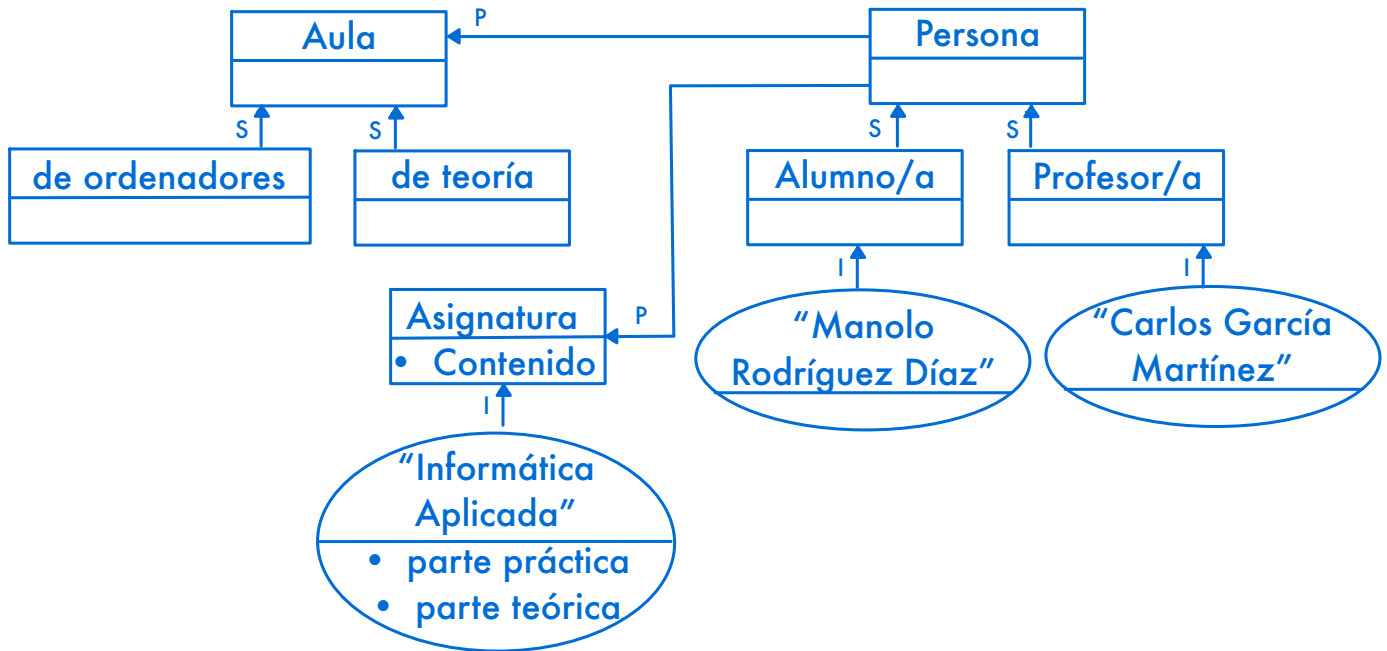 Aula
P
Persona
S
S
S
S
de ordenadores
de teoría
Alumno/a
Profesor/a
I
I
Asignatura
• Contenido
P
“Manolo
Rodríguez Díaz”
“Carlos García
Martínez”
I
“Informática
Aplicada”
• parte práctica
• parte teórica